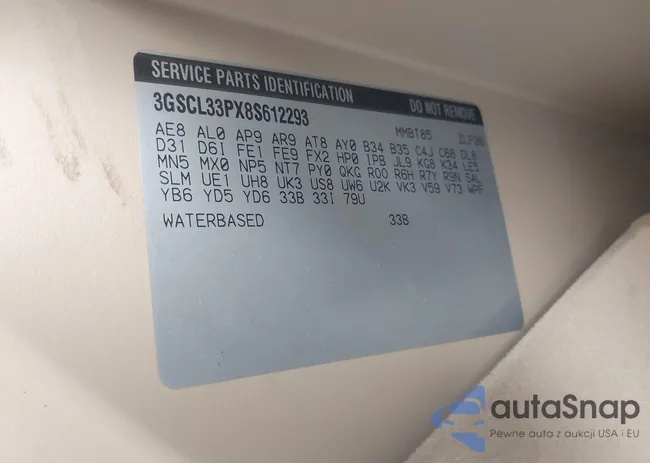 SERVICE PARTS IDENTIFICATION DO NOT REMOVE
3GSCL33PX8S612293
MMBT85
AE8 AL0 AP9 AR9 AT8 AY0 B34 B35 C4J CB8 DL8
D31 D61 FE1 FE9 FX2 HP0 IPB JL9 KG8 K34 LE5
MN5 MX0 NP5 NT7 PY0 QKG R00 R6H R7Y R9N SAL
SLM UE1 UH8 UK3 US8 UW6 U2K VK3 V59 V73 WPF
YB6 YD5 YD6 33B 33I 79U
WATERBASED 33B
autaSnap
Pewne auta z aukcji USA i EU